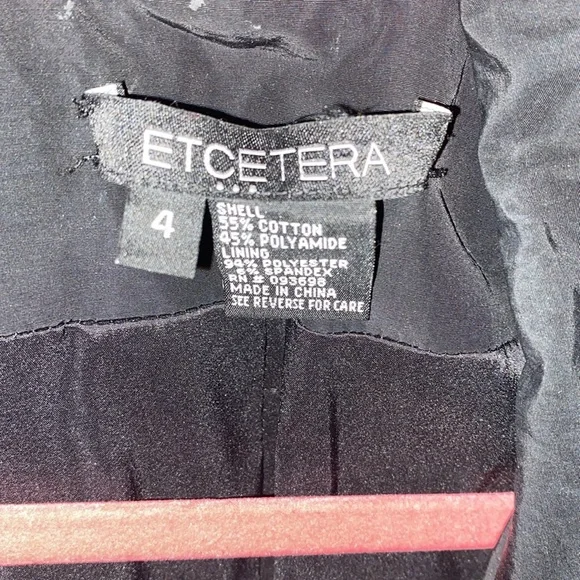 ETCETERA
4
SHELL
55% COTTON
45% POLYAMIDE
LINING
94% POLYESTER
6% SPANDEX
RN # 093698
MADE IN CHINA
SEE REVERSE FOR CARE